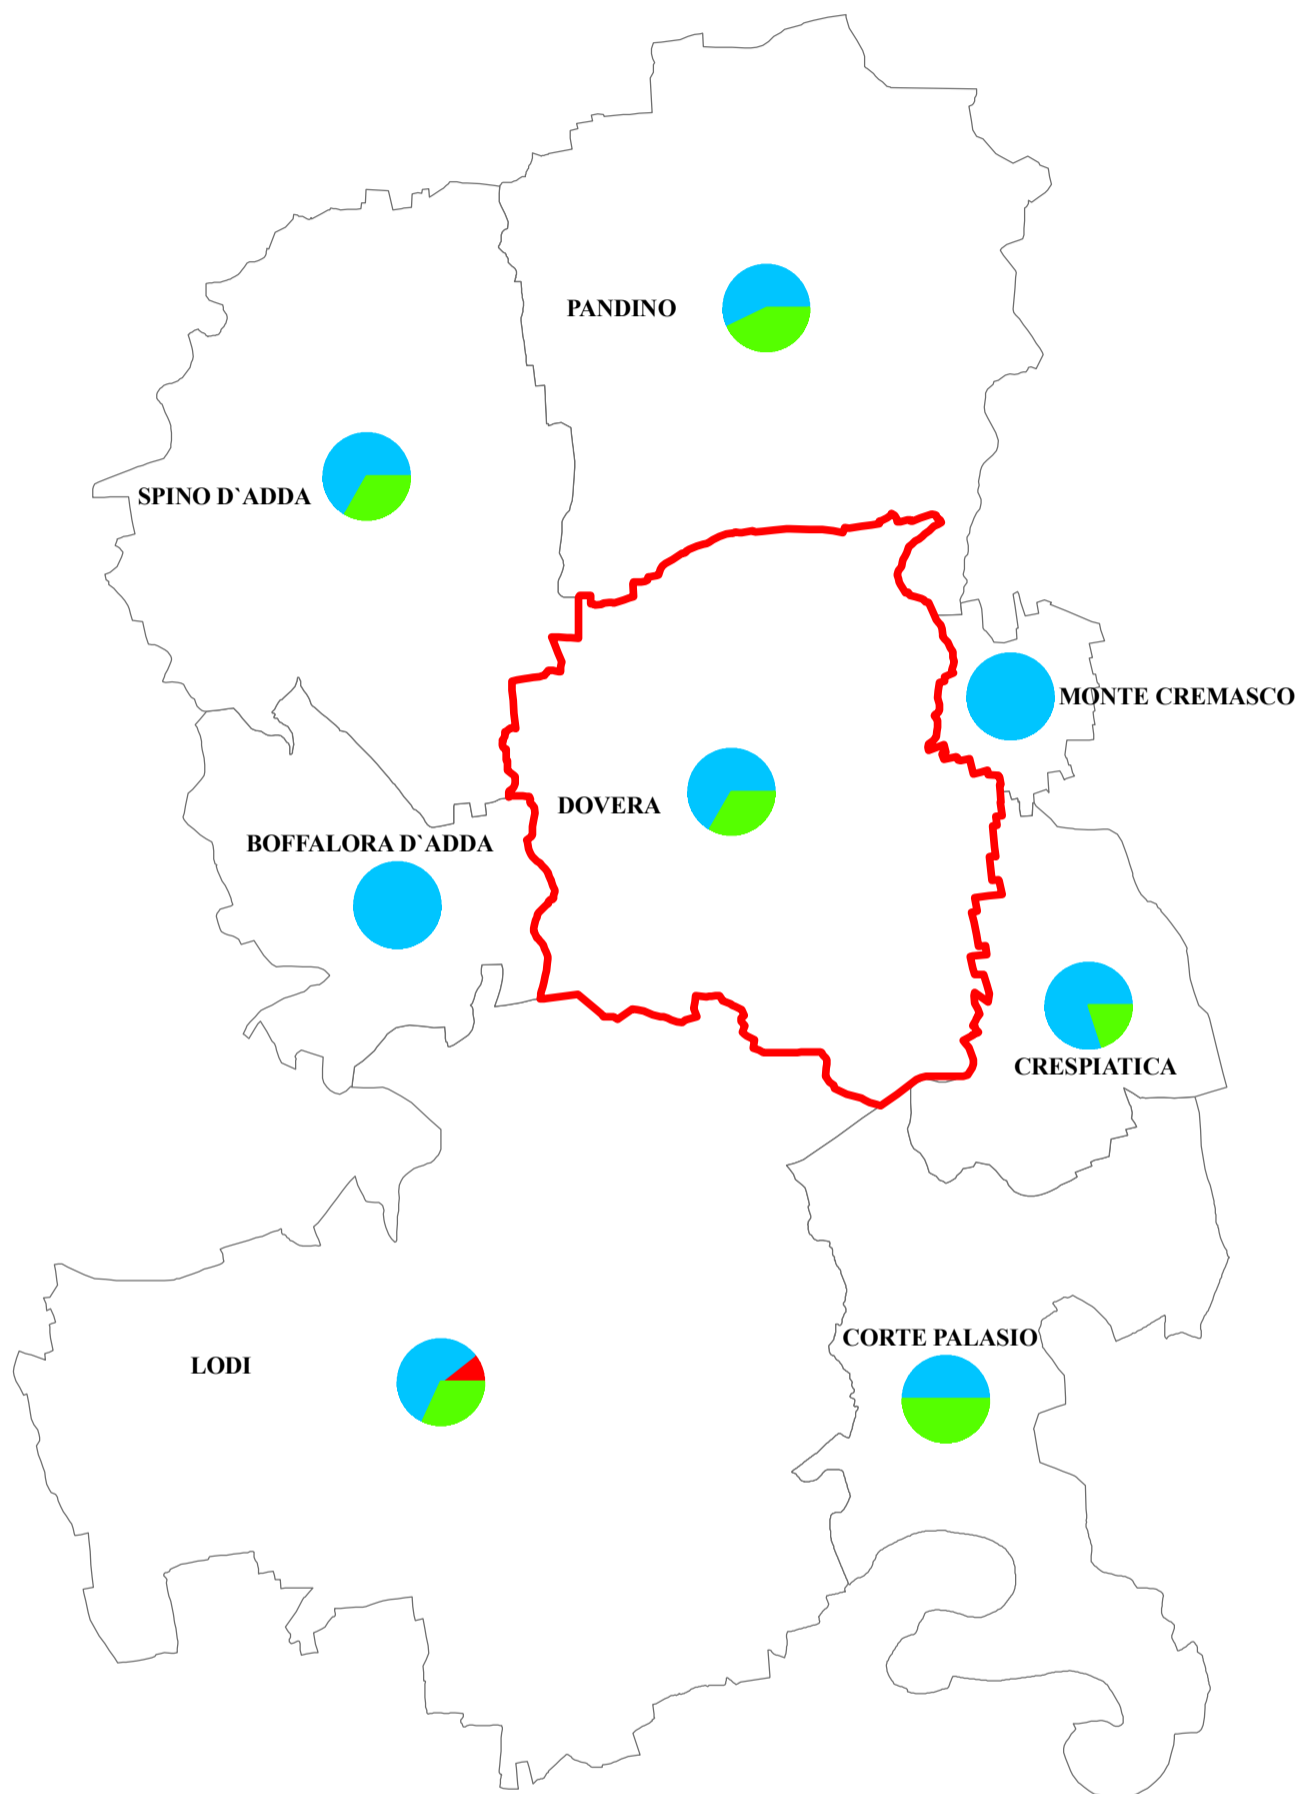 PANDINO
SPINO D`ADDA
MONTE CREMASCO
DOVERA
BOFFALORA D`ADDA
CRESPIATICA
CORTE PALASIO
LODI